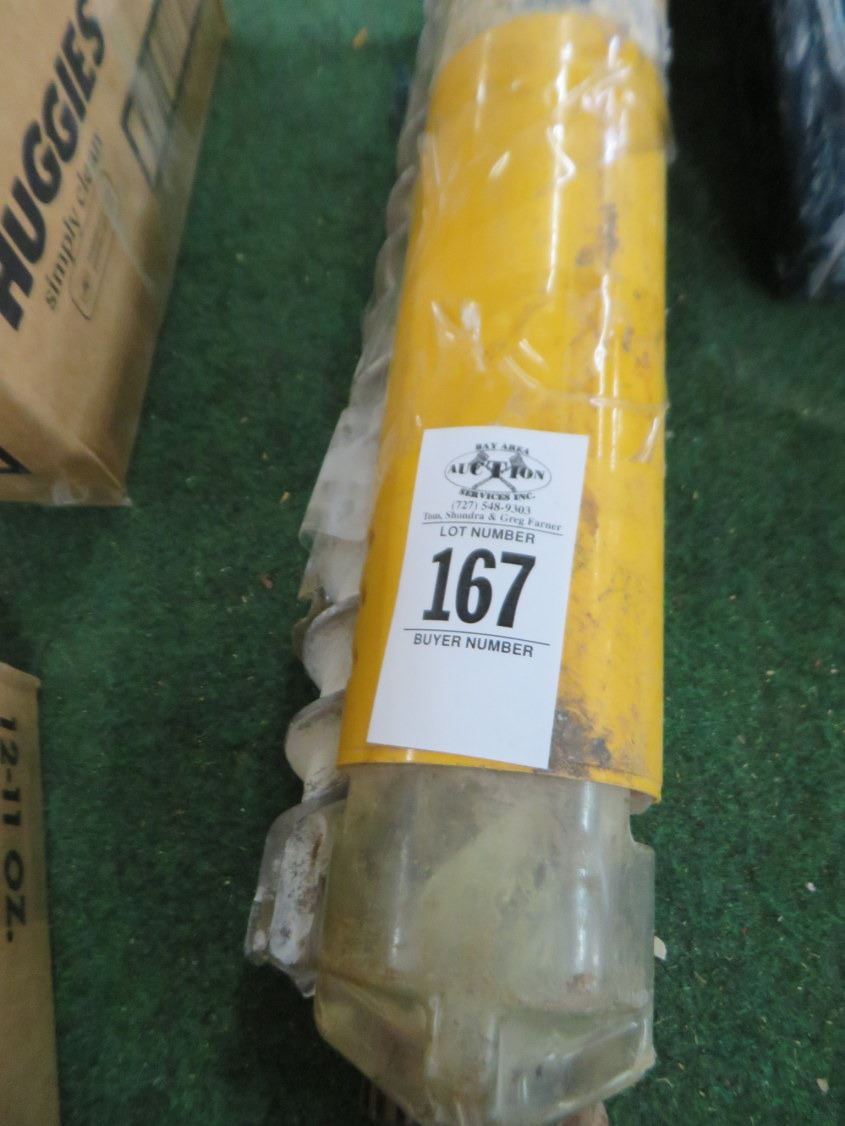 HUGGIES
simply clean
BAY AREA
AUCTION
SERVICES INC.
(727) 548-9303
Tom, Shondra & Greg Farner
LOT NUMBER
167
BUYER NUMBER
12-11 OZ.